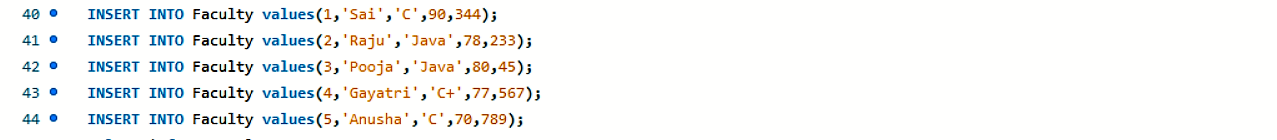 40 INSERT INTO Faculty values(1,'Sai','C',90,344);
41 INSERT INTO Faculty values(2,'Raju','Java',78,233);
42 INSERT INTO Faculty values(3,'Pooja','Java',80,45);
43 INSERT INTO Faculty values(4,'Gayatri','C+',77,567);
44 INSERT INTO Faculty values(5,'Anusha','C',70,789);